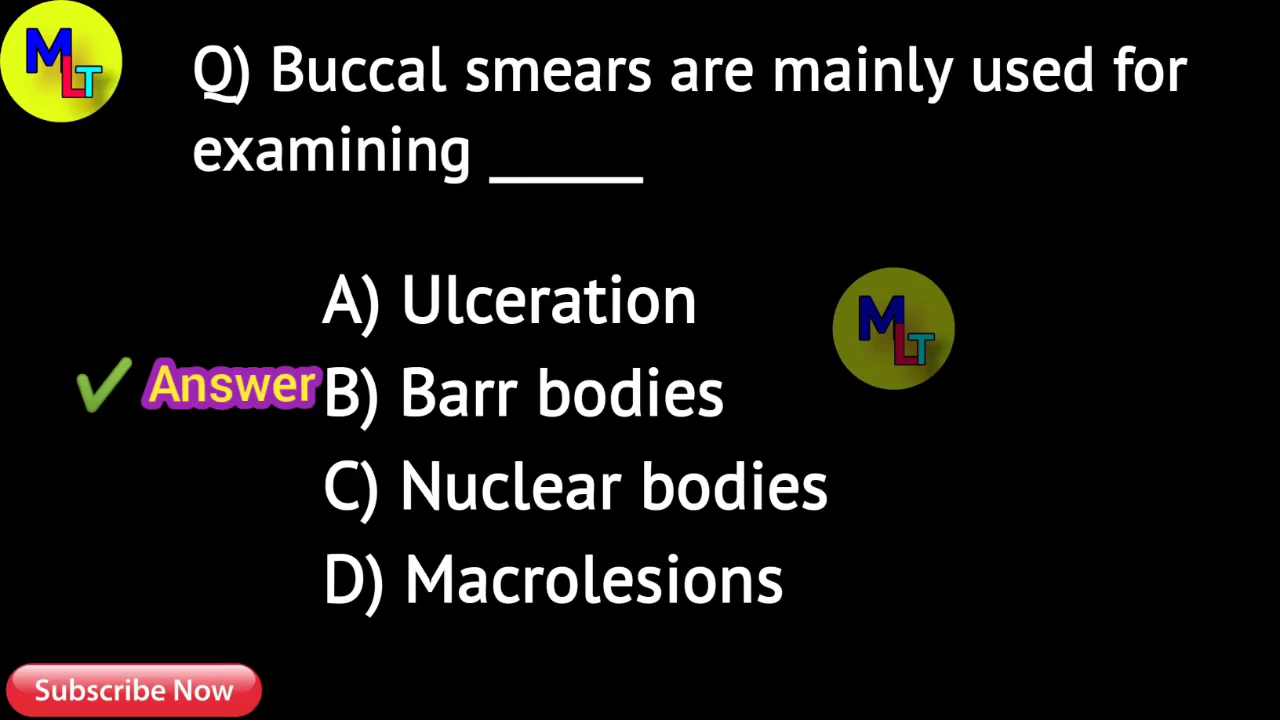 MLT
Q) Buccal smears are mainly used for
examining _____
A) Ulceration
MLT
✔ Answer B) Barr bodies
C) Nuclear bodies
D) Macrolesions
Subscribe Now